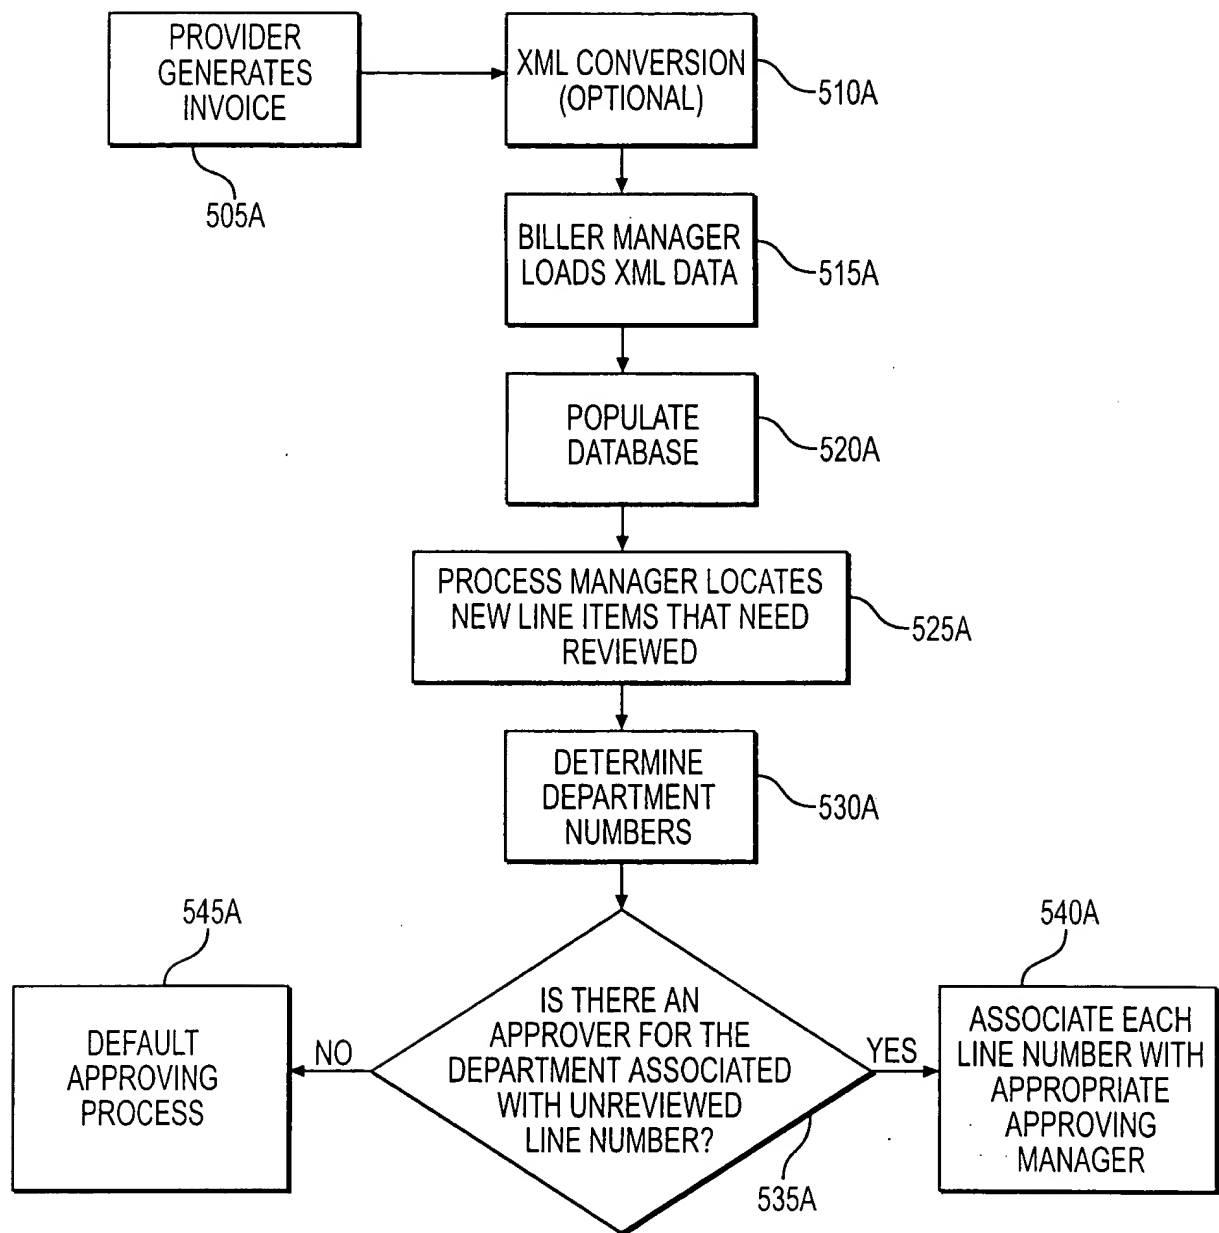 PROVIDER
GENERATES
INVOICE
505A
XML CONVERSION
(OPTIONAL)
510A
BILLER MANAGER
LOADS XML DATA
515A
POPULATE
DATABASE
520A
PROCESS MANAGER LOCATES
NEW LINE ITEMS THAT NEED
REVIEWED
525A
DETERMINE
DEPARTMENT
NUMBERS
530A
IS THERE AN
APPROVER FOR THE
DEPARTMENT ASSOCIATED
WITH UNREVIEWED
LINE NUMBER?
535A
NO
545A
DEFAULT
APPROVING
PROCESS
YES
540A
ASSOCIATE EACH
LINE NUMBER WITH
APPROPRIATE
APPROVING
MANAGER